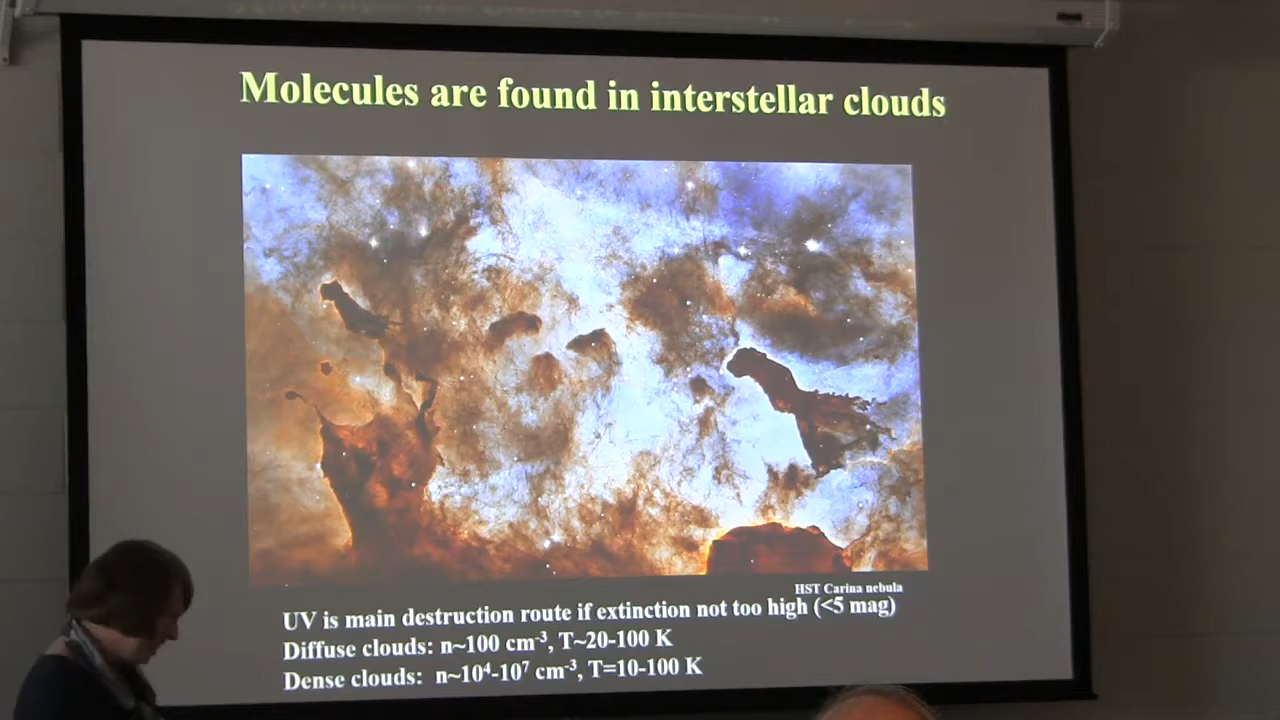 Molecules are found in interstellar clouds
HST Carina nebula
UV is main destruction route if extinction not too high (<5 mag)
Diffuse clouds: n~100 cm⁻³, T~20-100 K
Dense clouds: n~10⁴-10⁷ cm⁻³, T=10-100 K